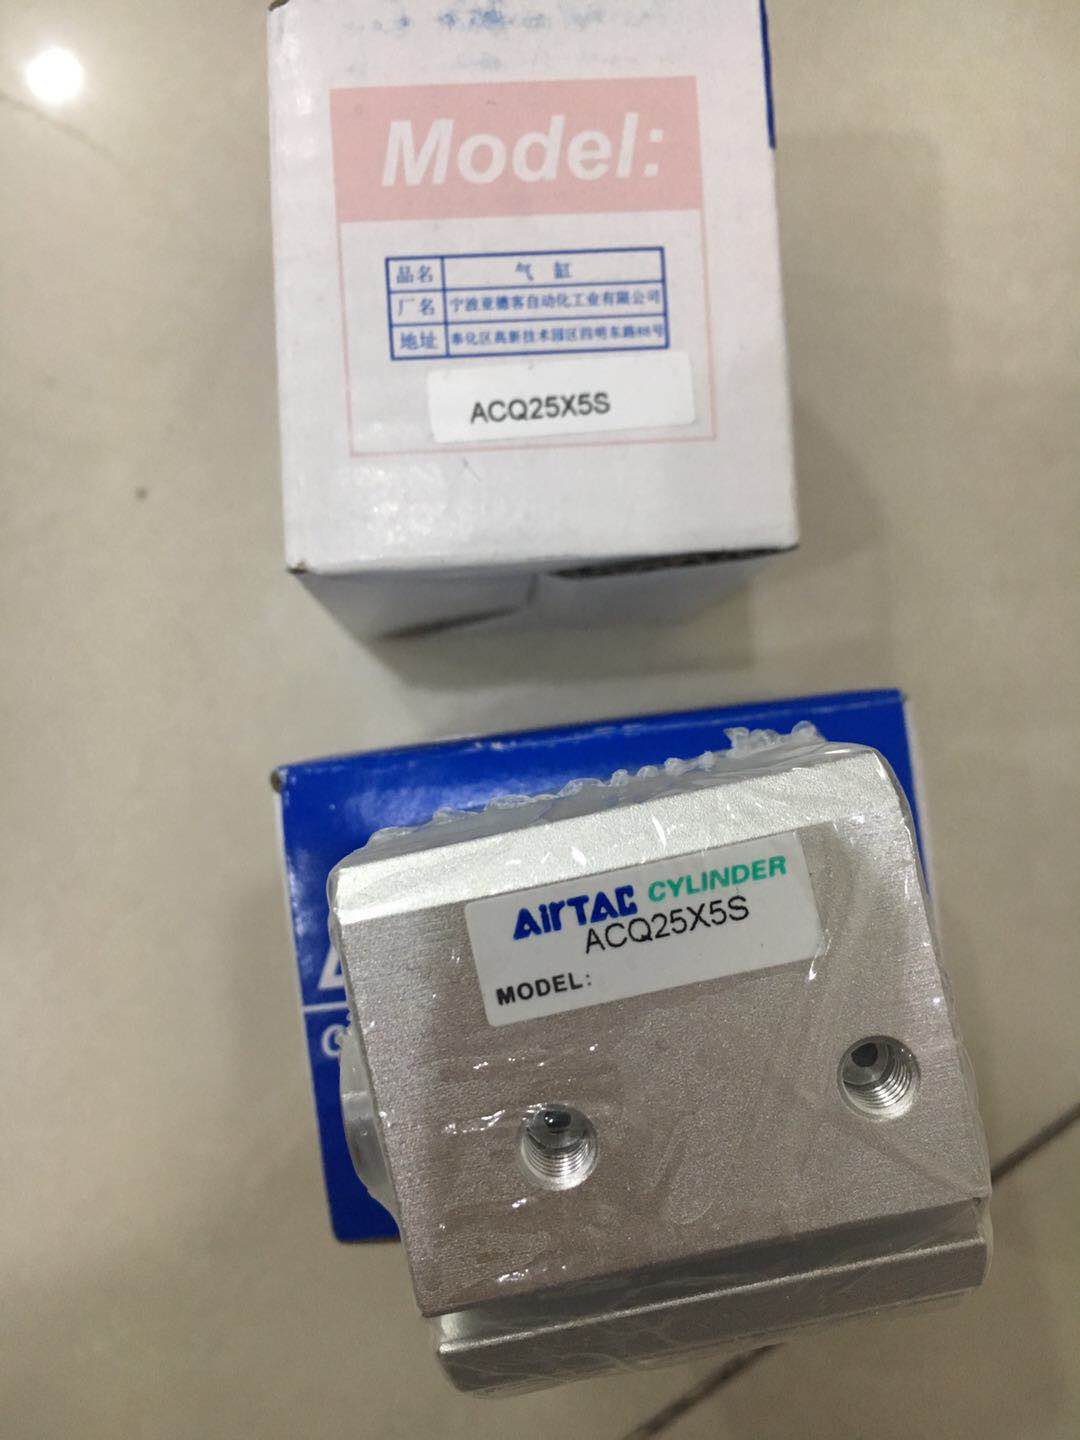 Model:
品名 气 缸
厂名 宁波亚德客自动化工业有限公司
地址 奉化区高新技术园区四明东路88号
ACQ25X5S
AirTAC CYLINDER
ACQ25X5S
MODEL: